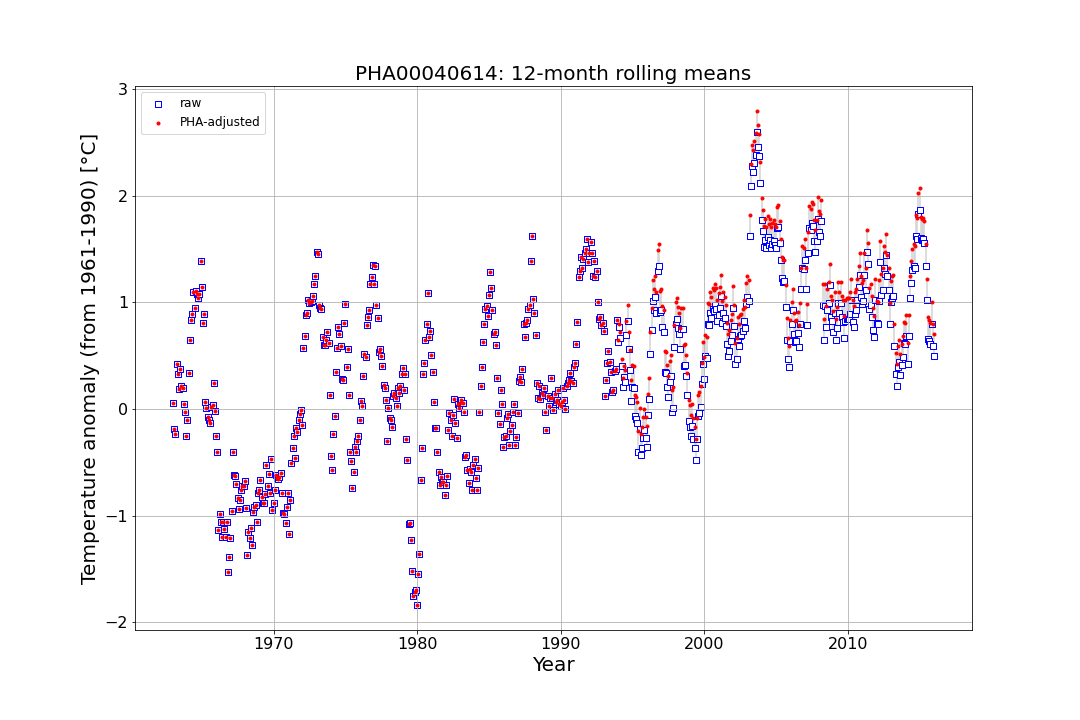 PHA00040614: 12-month rolling means
raw
PHA-adjusted
3
2
1
0
−1
−2
Temperature anomaly (from 1961-1990) [°C]
1970
1980
1990
2000
2010
Year